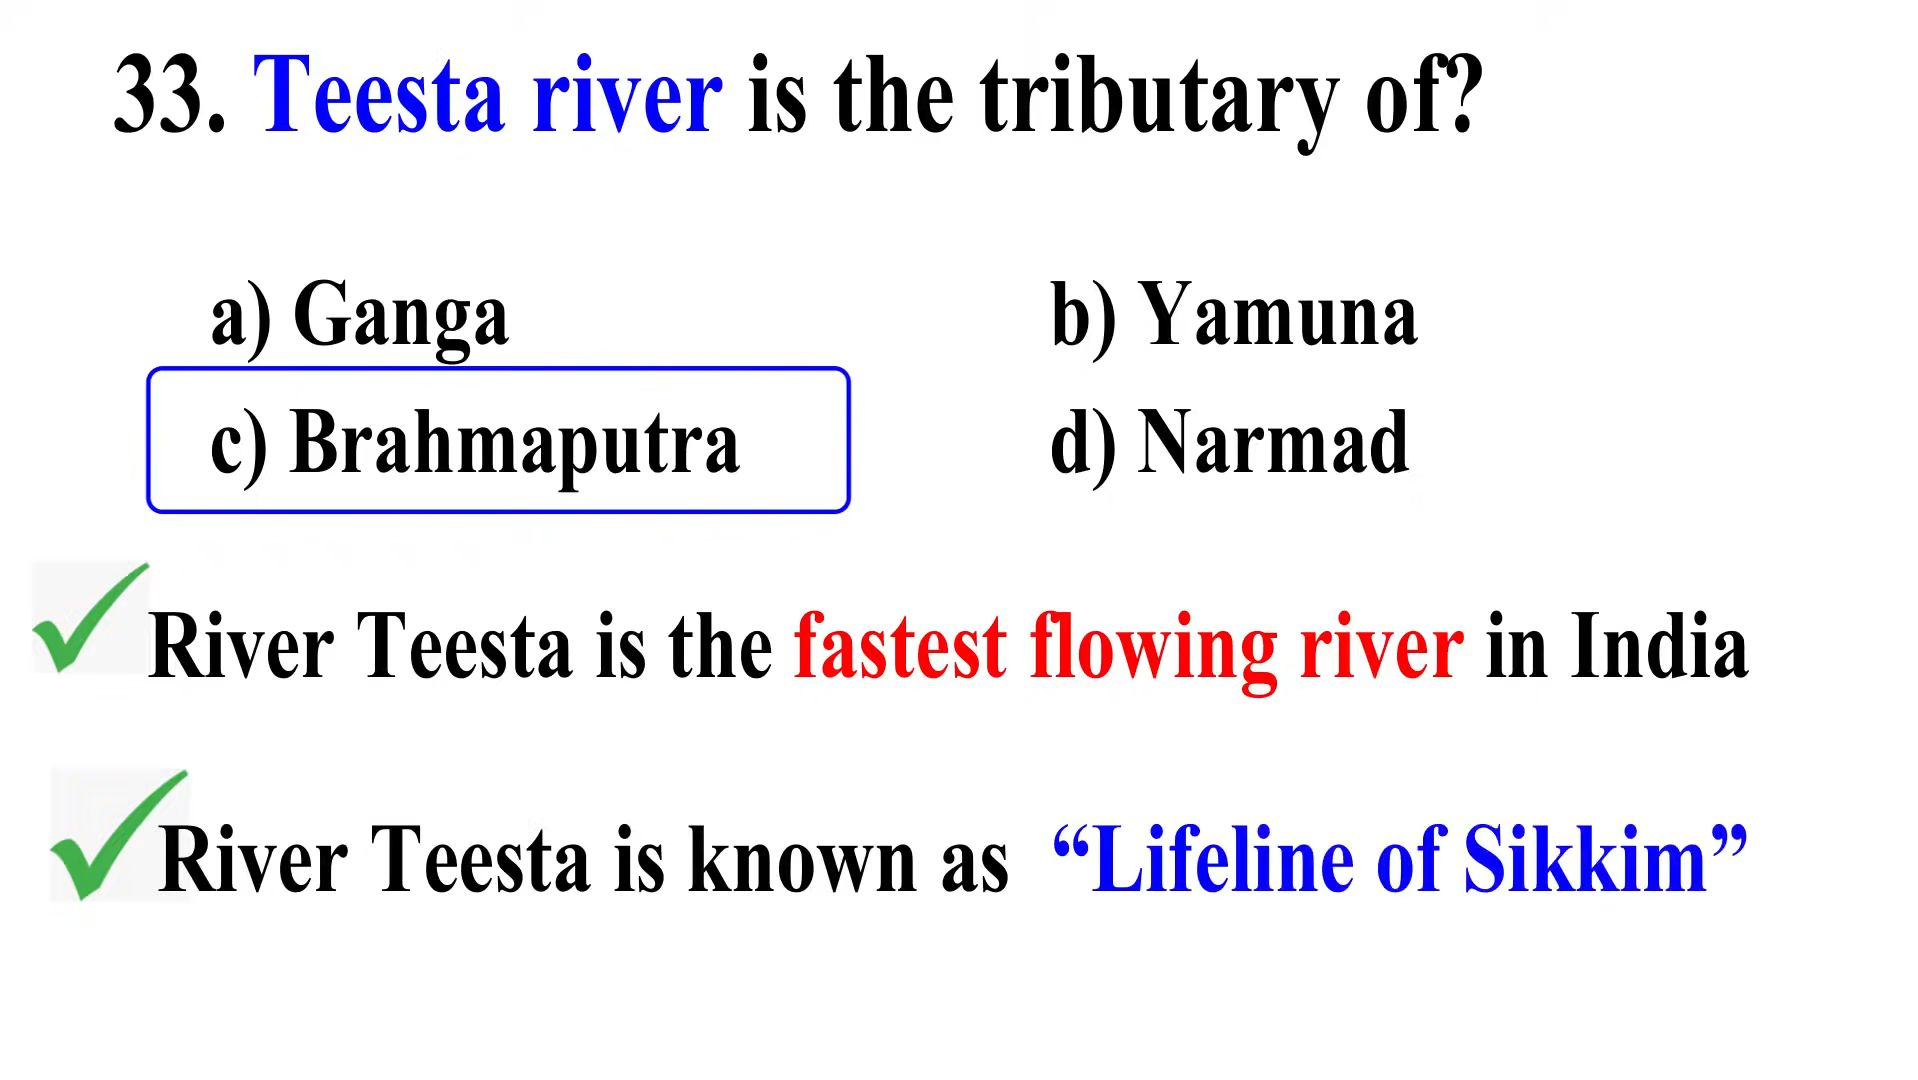 33. Teesta river is the tributary of?
a) Ganga b) Yamuna
c) Brahmaputra d) Narmad
River Teesta is the fastest flowing river in India
River Teesta is known as “Lifeline of Sikkim”